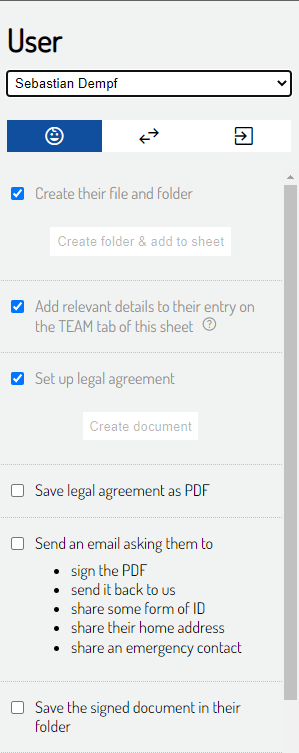 User
Sebastian Dempf
Create their file and folder
Create folder & add to sheet
Add relevant details to their entry on
the TEAM tab of this sheet ?
Set up legal agreement
Create document
Save legal agreement as PDF
Send an email asking them to
• sign the PDF
• send it back to us
• share some form of ID
• share their home address
• share an emergency contact
Save the signed document in their
folder